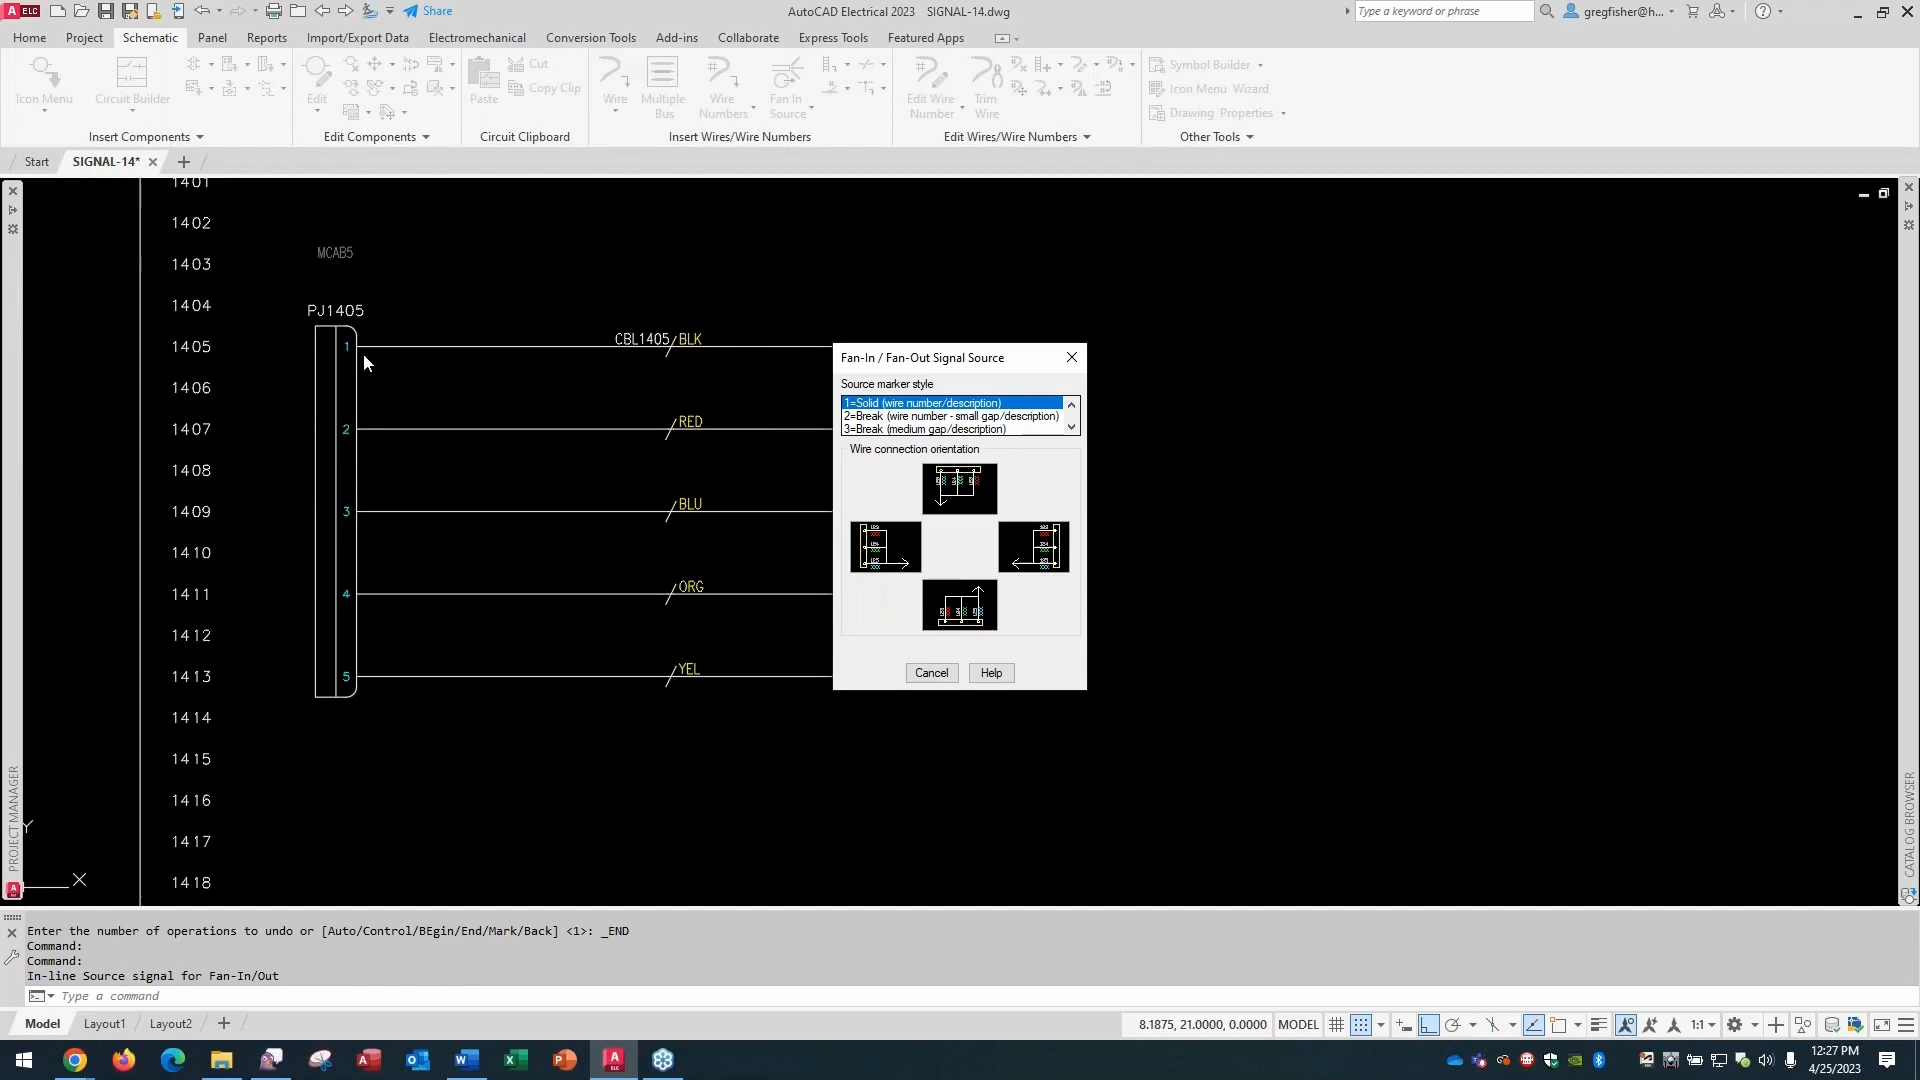 A ELC
Share
AutoCAD Electrical 2023 SIGNAL-14.dwg
Type a keyword or phrase
gregfisher@h...
Home Project Schematic Panel Reports Import/Export Data Electromechanical Conversion Tools Add-ins Collaborate Express Tools Featured Apps
Icon Menu
Circuit Builder
Edit
Paste
Cut
Copy Clip
Wire
Multiple
Bus
Wire
Numbers
Fan In
Source
Edit Wire
Number
Trim
Wire
Symbol Builder
Icon Menu Wizard
Drawing Properties
Insert Components
Edit Components
Circuit Clipboard
Insert Wires/Wire Numbers
Edit Wires/Wire Numbers
Other Tools
Start
SIGNAL-14*
1401
1402
MCAB5
1403
1404
PJ1405
1405
1
CBL1405
BLK
1406
1407
2
RED
1408
1409
3
BLU
1410
1411
4
ORG
1412
1413
5
YEL
1414
1415
1416
1417
1418
Fan-In / Fan-Out Signal Source
Source marker style
1=Solid (wire number/description)
2=Break (wire number - small gap/description)
3=Break (medium gap/description)
Wire connection orientation
Cancel
Help
PROJECT MANAGER
CATALOG BROWSER
Y
X
Enter the number of operations to undo or [Auto/Control/BEgin/End/Mark/Back] <1>: _END
Command:
Command:
In-line Source signal for Fan-In/Out
Type a command
Model
Layout1
Layout2
8.1875, 21.0000, 0.0000
MODEL
1:1
12:27 PM
4/25/2023